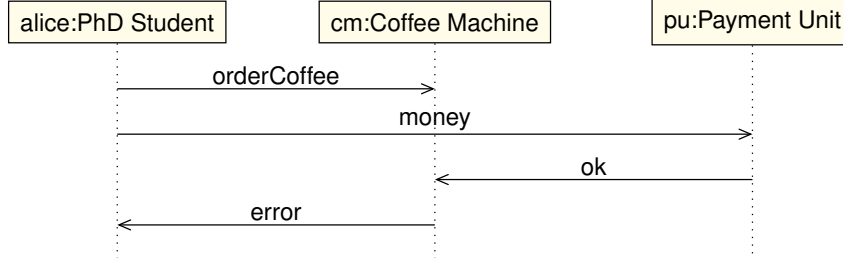 alice:PhD Student
cm:Coffee Machine
pu:Payment Unit
orderCoffee
money
ok
error